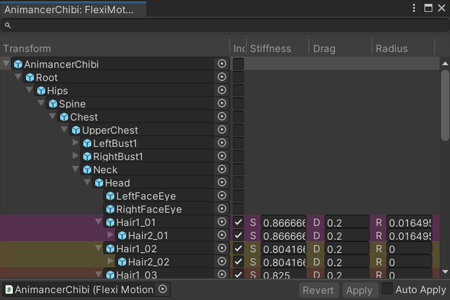 AnimancerChibi: FlexiMot...
Transform Inc Stiffness Drag Radius
AnimancerChibi
Root
Hips
Spine
Chest
UpperChest
LeftBust1
RightBust1
Neck
Head
LeftFaceEye
RightFaceEye
Hair1_01 S 0.866666 D 0.2 R 0.016495
Hair2_01 S 0.866666 D 0.2 R 0.016495
Hair1_02 S 0.804166 D 0.2 R 0
Hair2_02 S 0.804166 D 0.2 R 0
Hair1_03 S 0.825 D 0.2 R 0
AnimancerChibi (Flexi Motion Revert Apply Auto Apply